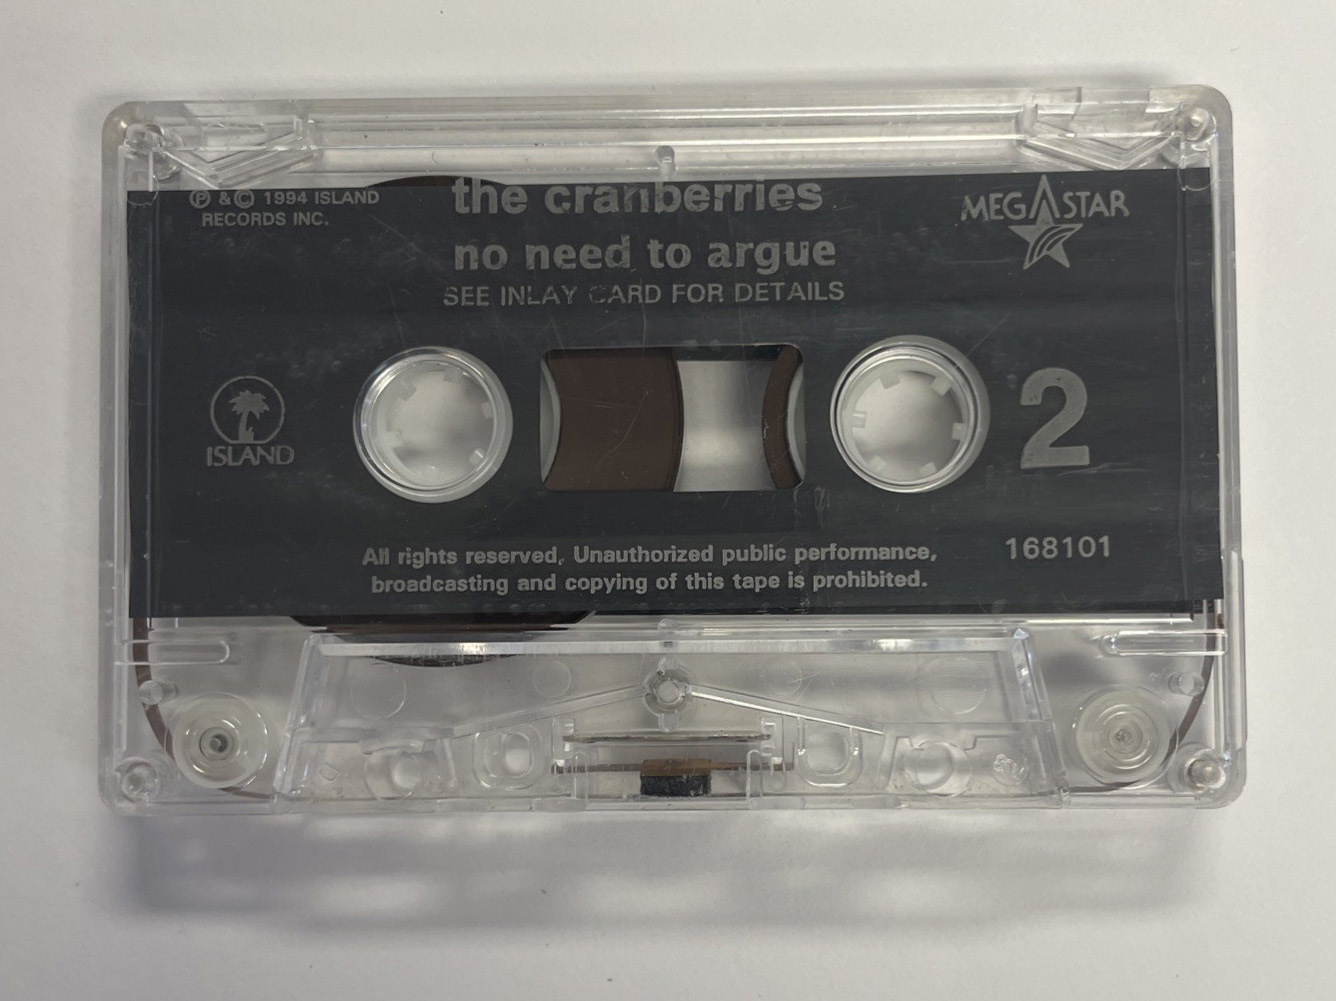 ℗ &© 1994 ISLAND
RECORDS INC.
the cranberries
no need to argue
SEE INLAY CARD FOR DETAILS
MEGASTAR
ISLAND
2
168101
All rights reserved, Unauthorized public performance,
broadcasting and copying of this tape is prohibited.